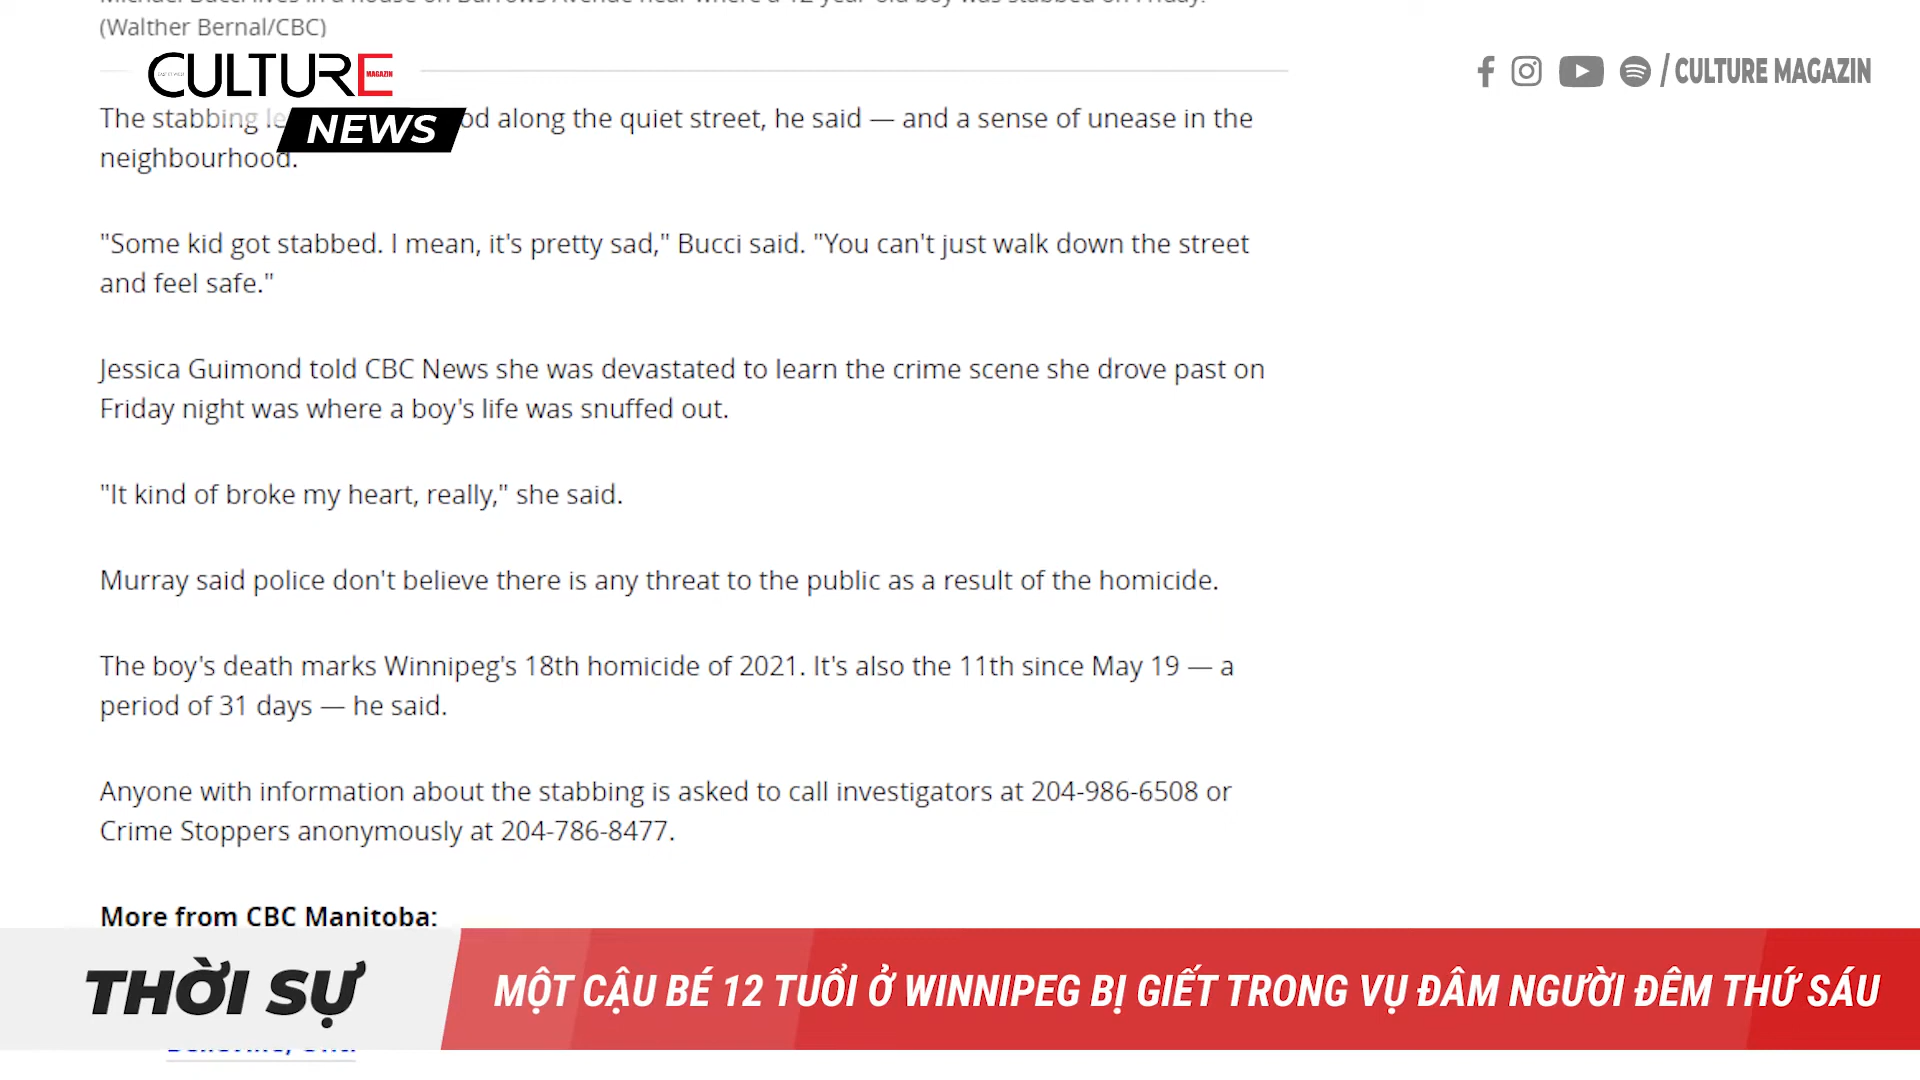 (Walther Bernal/CBC)
CULTURE MAGAZIN
NEWS
/ CULTURE MAGAZIN
The stabbing od along the quiet street, he said — and a sense of unease in the
neighbourhood.
"Some kid got stabbed. I mean, it's pretty sad," Bucci said. "You can't just walk down the street
and feel safe."
Jessica Guimond told CBC News she was devastated to learn the crime scene she drove past on
Friday night was where a boy's life was snuffed out.
"It kind of broke my heart, really," she said.
Murray said police don't believe there is any threat to the public as a result of the homicide.
The boy's death marks Winnipeg's 18th homicide of 2021. It's also the 11th since May 19 — a
period of 31 days — he said.
Anyone with information about the stabbing is asked to call investigators at 204-986-6508 or
Crime Stoppers anonymously at 204-786-8477.
More from CBC Manitoba:
THỜI SỰ
MỘT CẬU BÉ 12 TUỔI Ở WINNIPEG BỊ GIẾT TRONG VỤ ĐÂM NGƯỜI ĐÊM THỨ SÁU